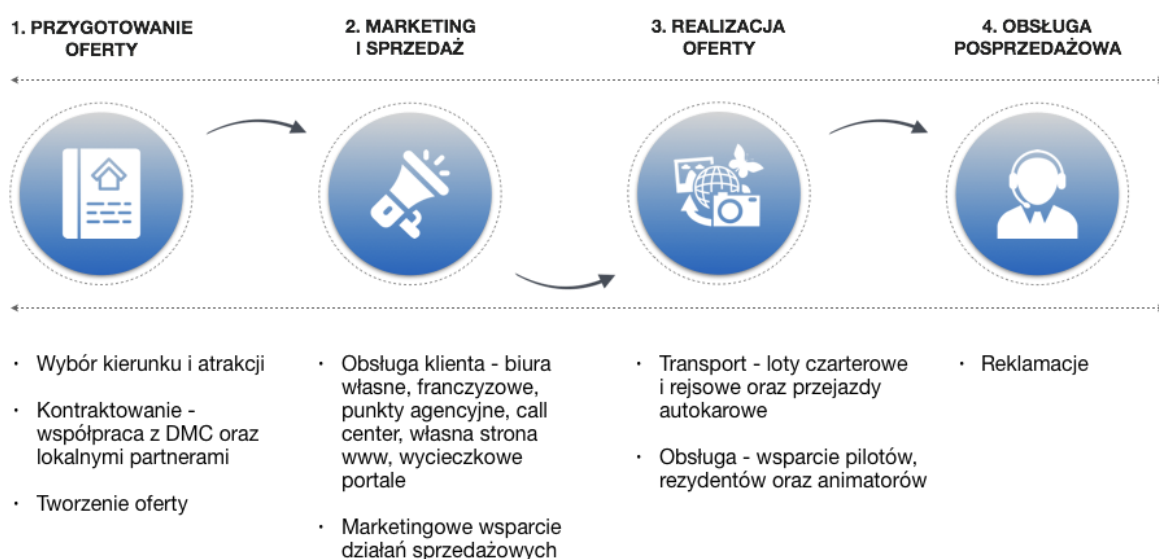 1. PRZYGOTOWANIE
OFERTY
2. MARKETING
I SPRZEDAŻ
3. REALIZACJA
OFERTY
4. OBSŁUGA
POSPRZEDAŻOWA
· Wybór kierunku i atrakcji
· Kontraktowanie -
współpraca z DMC oraz
lokalnymi partnerami
· Tworzenie oferty
· Obsługa klienta - biura
własne, franczyzowe,
punkty agencyjne, call
center, własna strona
www, wycieczkowe
portale
· Marketingowe wsparcie
działań sprzedażowych
· Transport - loty czarterowe
i rejsowe oraz przejazdy
autokarowe
· Obsługa - wsparcie pilotów,
rezydentów oraz animatorów
· Reklamacje